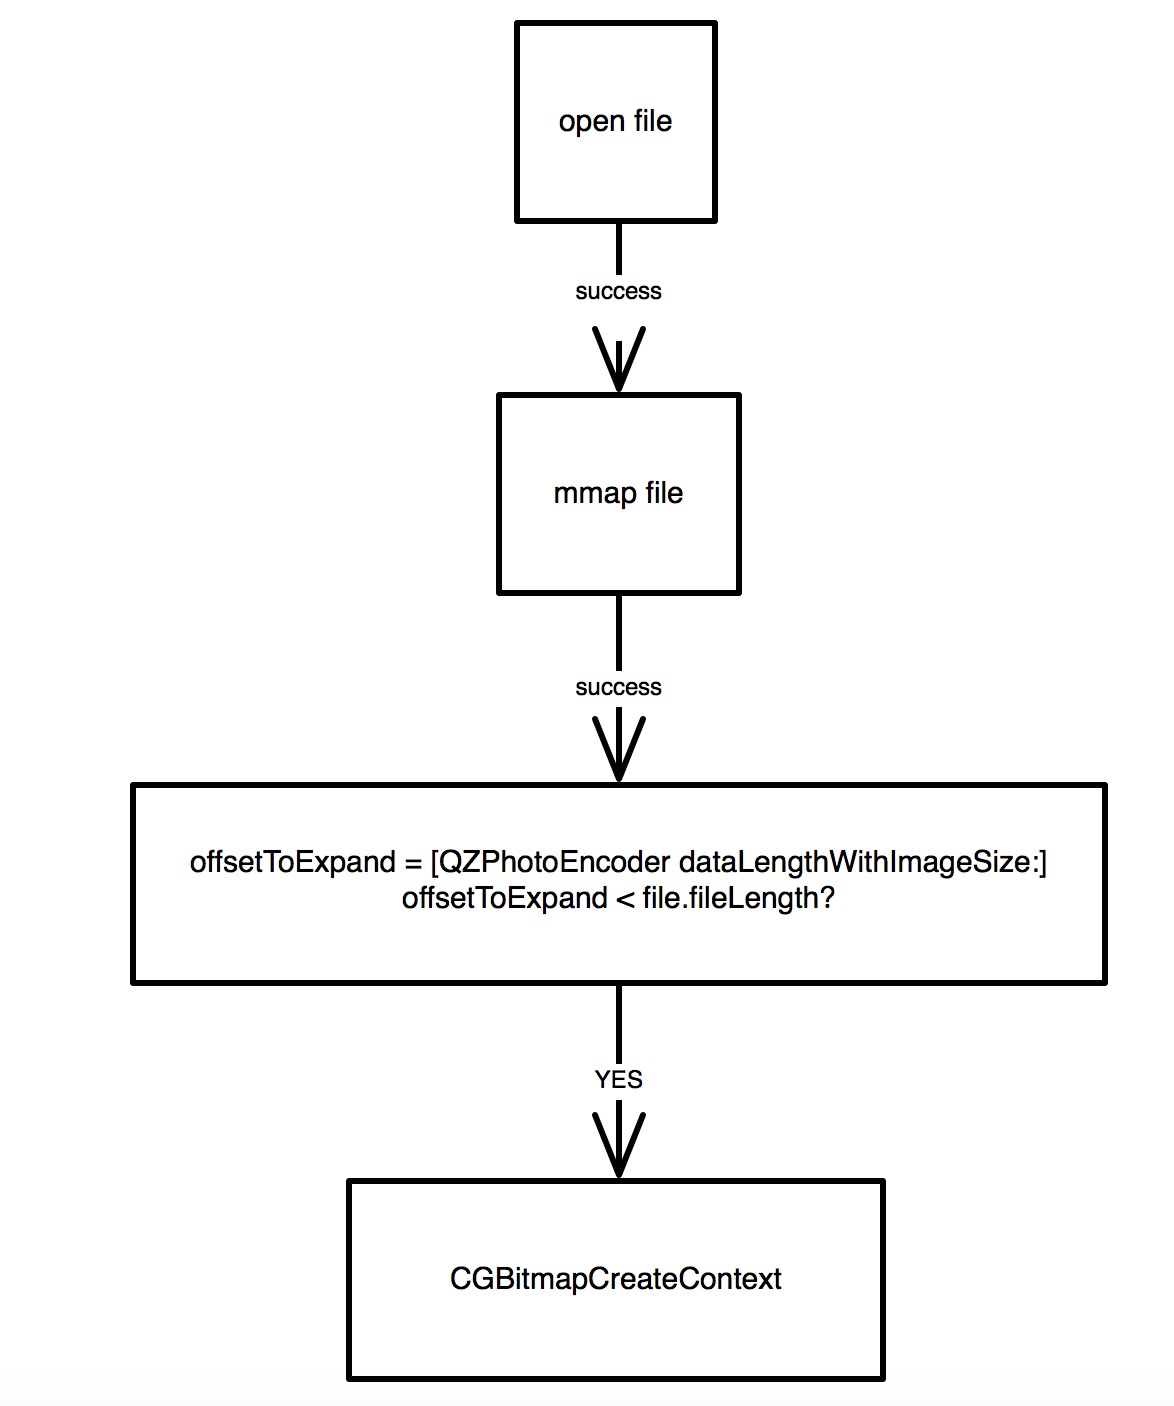 open file
success
mmap file
success
offsetToExpand = [QZPhotoEncoder dataLengthWithImageSize:]
offsetToExpand < file.fileLength?
YES
CGBitmapCreateContext